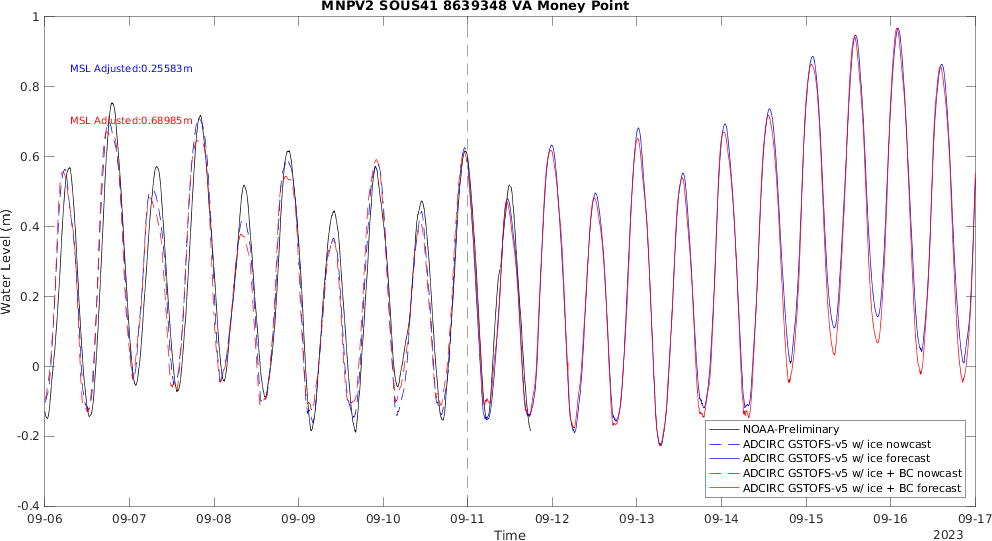 MNPV2 SOUS41 8639348 VA Money Point
1
MSL Adjusted:0.25583m
0.8
MSL Adjusted:0.68985m
0.6
0.4
0.2
0
-0.2
-0.4
Water Level (m)
NOAA-Preliminary
ADCIRC GSTOFS-v5 w/ ice nowcast
ADCIRC GSTOFS-v5 w/ ice forecast
ADCIRC GSTOFS-v5 w/ ice + BC nowcast
ADCIRC GSTOFS-v5 w/ ice + BC forecast
09-06 09-07 09-08 09-09 09-10 09-11 09-12 09-13 09-14 09-15 09-16 09-17
Time
2023